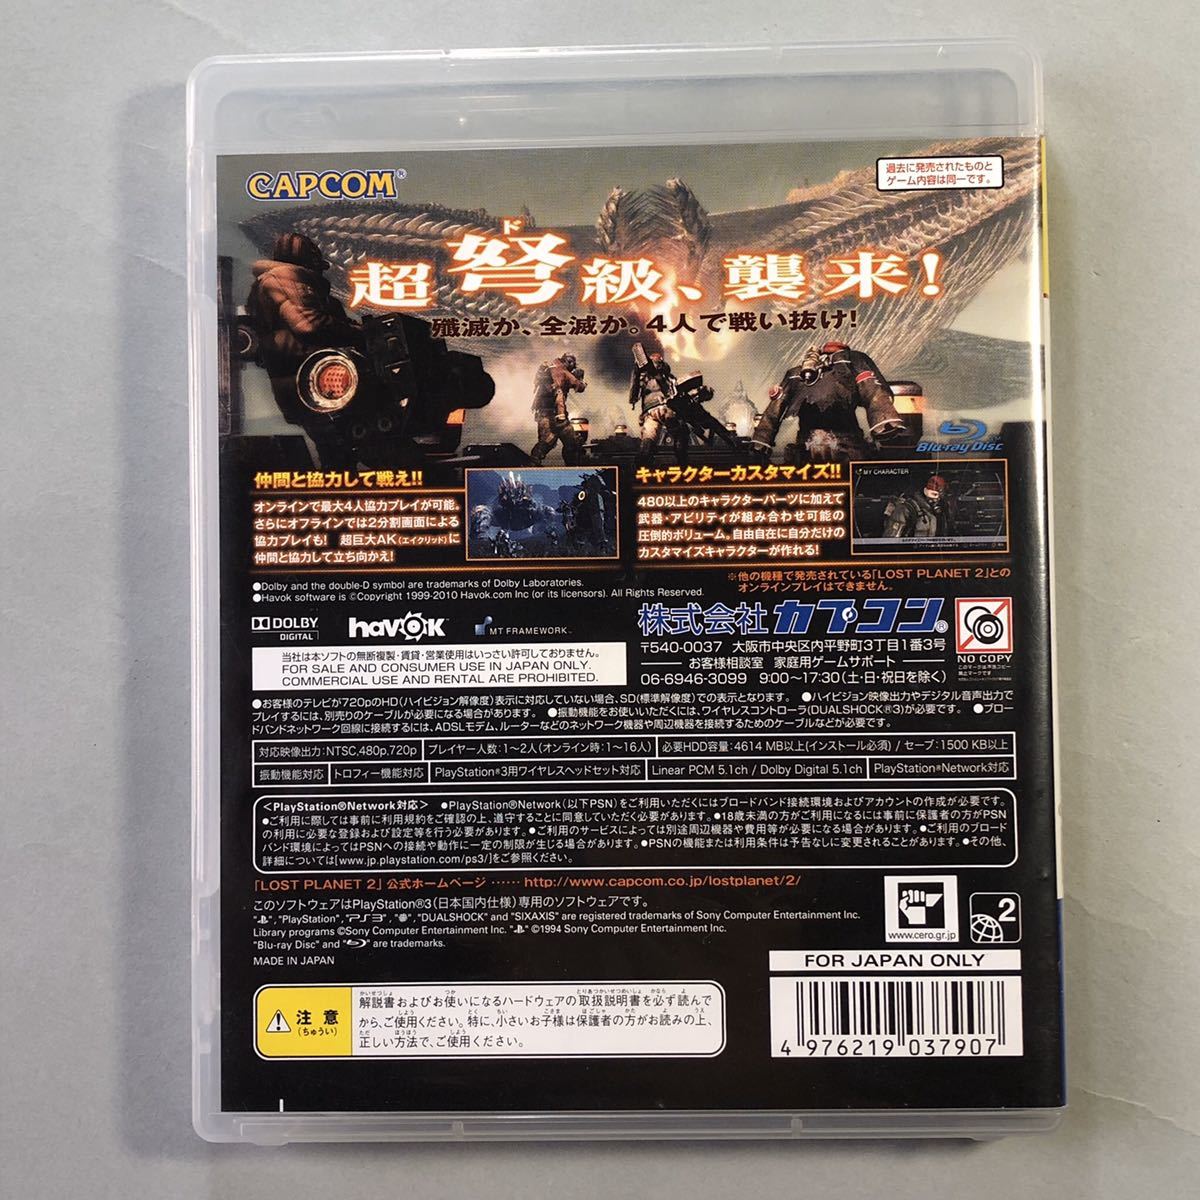 CAPCOM®
過去に発売されたものと
ゲーム内容は同一です。
ド
超弩級、襲来!
殲滅か、全滅か。4人で戦い抜け!
Blu-ray Disc
仲間と協力して戦え!!
オンラインで最大4人協力プレイが可能。
さらにオフラインでは2分割画面による
協力プレイも! 超巨大AK(エイクリッド)に
仲間と協力して立ち向かえ!
キャラクターカスタマイズ!!
480以上のキャラクターパーツに加えて
武器・アビリティが組み合わせ可能の
圧倒的ボリューム。自由自在に自分だけの
カスタマイズキャラクターが作れる!
MY CHARACTER
※他の機種で発売されている「LOST PLANET 2」との
オンラインプレイはできません。
●Dolby and the double-D symbol are trademarks of Dolby Laboratories.
●Havok software is ©Copyright 1999-2010 Havok.com Inc (or its licensors). All Rights Reserved.
DOLBY
DIGITAL
havok
MT FRAMEWORK™
株式会社カプコン®
〒540-0037 大阪市中央区内平野町3丁目1番3号
お客様相談室 家庭用ゲームサポート
06-6946-3099 9:00〜17:30(土・日・祝日を除く)
NO COPY
このマークは不法コピー
禁止マークです
当社は本ソフトの無断複製・賃貸・営業使用はいっさい許可しておりません。
FOR SALE AND CONSUMER USE IN JAPAN ONLY.
COMMERCIAL USE AND RENTAL ARE PROHIBITED.
●お客様のテレビが720pのHD(ハイビジョン解像度)表示に対応していない場合、SD(標準解像度)での表示となります。 ●ハイビジョン映像出力やデジタル音声出力で
プレイするには、別売りのケーブルが必要になる場合があります。 ●振動機能をお使いいただくには、ワイヤレスコントローラ(DUALSHOCK®3)が必要です。 ●ブロー
ドバンドネットワーク回線に接続するには、ADSLモデム、ルーターなどのネットワーク機器や周辺機器を接続するためのケーブルなどが必要です。
対応映像出力:NTSC,480p,720p プレイヤー人数:1〜2人(オンライン時:1〜16人) 必要HDD容量:4614 MB以上(インストール必須) / セーブ:1500 KB以上
振動機能対応 トロフィー機能対応 PlayStation®3用ワイヤレスヘッドセット対応 Linear PCM 5.1ch / Dolby Digital 5.1ch PlayStation®Network対応
<PlayStation®Network対応> ●PlayStation®Network(以下PSN)をご利用いただくにはブロードバンド接続環境およびアカウントの作成が必要です。
●ご利用に際しては事前に利用規約をご確認の上、遵守することに同意していただく必要があります。●18歳未満の方がご利用になるには事前に保護者の方がPSN
の利用に必要な登録および設定等を行う必要があります。●ご利用のサービスによっては別途周辺機器や費用等が必要になる場合があります。●ご利用のブロード
バンド環境によってはPSNへの接続や動作に一定の制限が生じる場合があります。●PSNの機能または利用条件は予告なしに変更されることがあります。●その他、
詳細については[www.jp.playstation.com/ps3/]をご参照ください。
「LOST PLANET 2」公式ホームページ ‥‥‥ http://www.capcom.co.jp/lostplanet/2/
このソフトウェアはPlayStation®3(日本国内仕様)専用のソフトウェアです。
"PlayStation", "PS3", "DUALSHOCK" and "SIXAXIS" are registered trademarks of Sony Computer Entertainment Inc.
Library programs ©Sony Computer Entertainment Inc. ©1994 Sony Computer Entertainment Inc.
"Blu-ray Disc" and are trademarks.
MADE IN JAPAN
www.cero.gr.jp
2
FOR JAPAN ONLY
4 976219 037907
注意
(ちゅうい)
解説書およびお使いになるハードウェアの取扱説明書を必ず読んで
から、ご使用ください。特に、小さいお子様は保護者の方がお読みの上、
正しい方法で、ご使用ください。